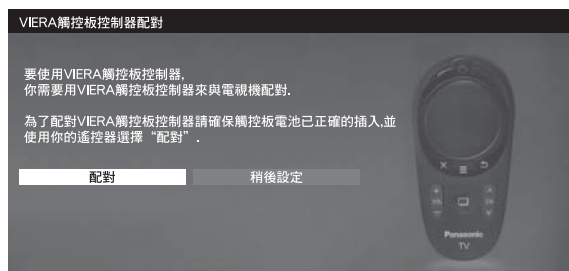 VIERA觸控板控制器配對
要使用VIERA觸控板控制器,
你需要用VIERA觸控板控制器來與電視機配對.
為了配對VIERA觸控板控制器請確保觸控板電池已正確的插入,並
使用你的遙控器選擇“配對”.
配對
稍後設定
VOL
CH
Panasonic
TV